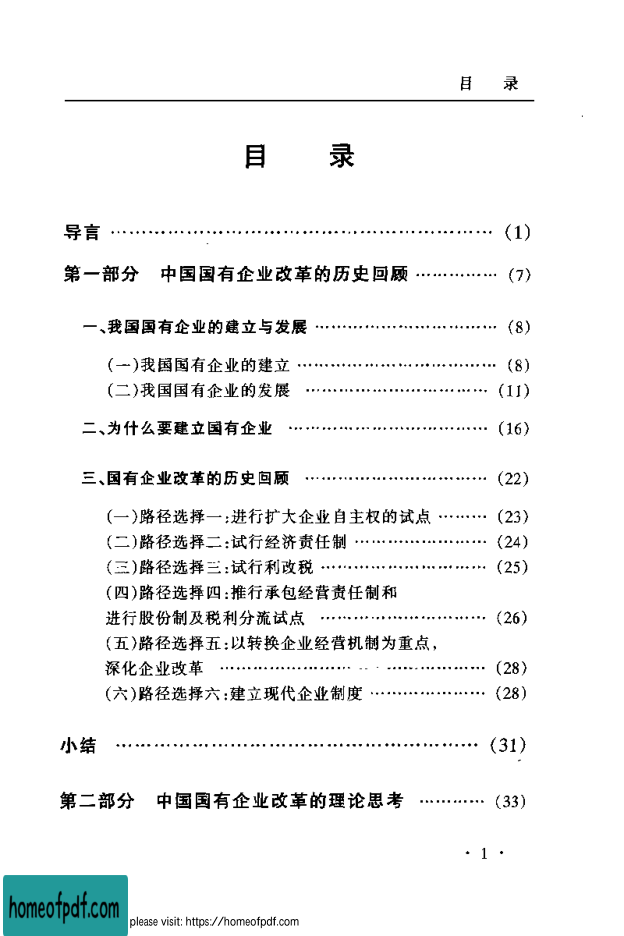 目 录
目 录
导言 …………………………………………………… (1)
第一部分 中国国有企业改革的历史回顾 …………… (7)
一、我国国有企业的建立与发展 ………………………… (8)
(一)我国国有企业的建立 …………………………… (8)
(二)我国国有企业的发展 ………………………… (11)
二、为什么要建立国有企业 …………………………… (16)
三、国有企业改革的历史回顾 ………………………… (22)
(一)路径选择一:进行扩大企业自主权的试点 ……… (23)
(二)路径选择二:试行经济责任制 ………………… (24)
(三)路径选择三:试行利改税 ……………………… (25)
(四)路径选择四:推行承包经营责任制和
进行股份制及税利分流试点 ……………………… (26)
(五)路径选择五:以转换企业经营机制为重点,
深化企业改革 …………………………………… (28)
(六)路径选择六:建立现代企业制度 ……………… (28)
小结 ………………………………………………… (31)
第二部分 中国国有企业改革的理论思考 ………… (33)
· 1 ·
homeofpdf.com
please visit: https://homeofpdf.com